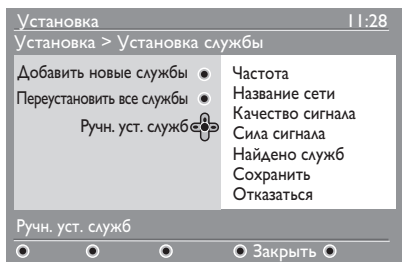 Установка 11:28
Установка > Установка службы
Добавить новые службы
Переустановить все службы
Ручн. уст. служб
Частота
Название сети
Качество сигнала
Сила сигнала
Найдено служб
Сохранить
Отказаться
Ручн. уст. служб
Закрыть